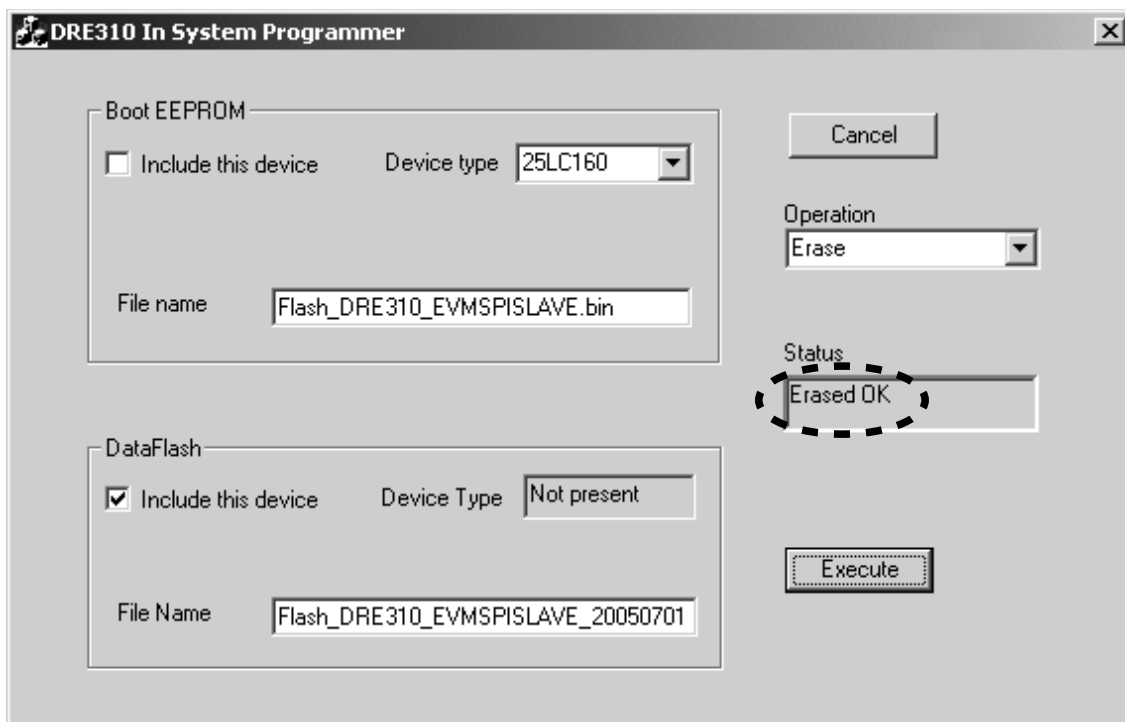 DRE310 In System Programmer
Boot EEPROM
Include this device
Device type
25LC160
File name
Flash_DRE310_EVMSPISLAVE.bin
DataFlash
Include this device
Device Type
Not present
File Name
Flash_DRE310_EVMSPISLAVE_20050701
Cancel
Operation
Erase
Status
Erased OK
Execute